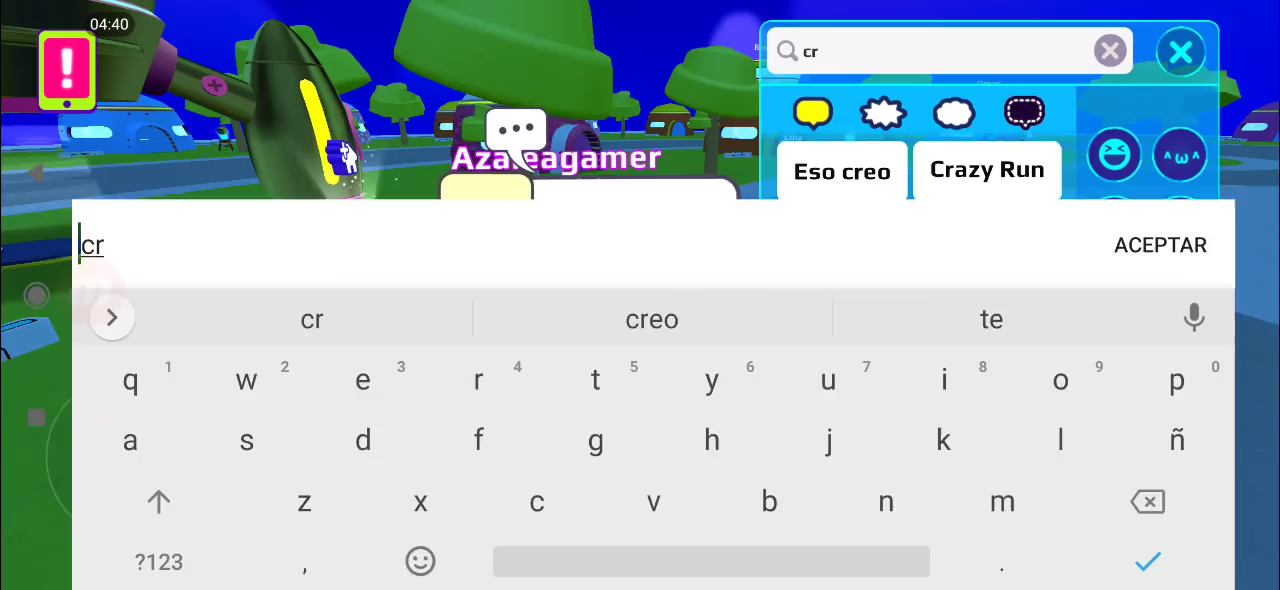 04:40
cr
Azaleagamer
Eso creo
Crazy Run
cr
ACEPTAR
cr creo te
q 1 w 2 e 3 r 4 t 5 y 6 u 7 i 8 o 9 p 0
a s d f g h j k l ñ
z x c v b n m
?123 , .